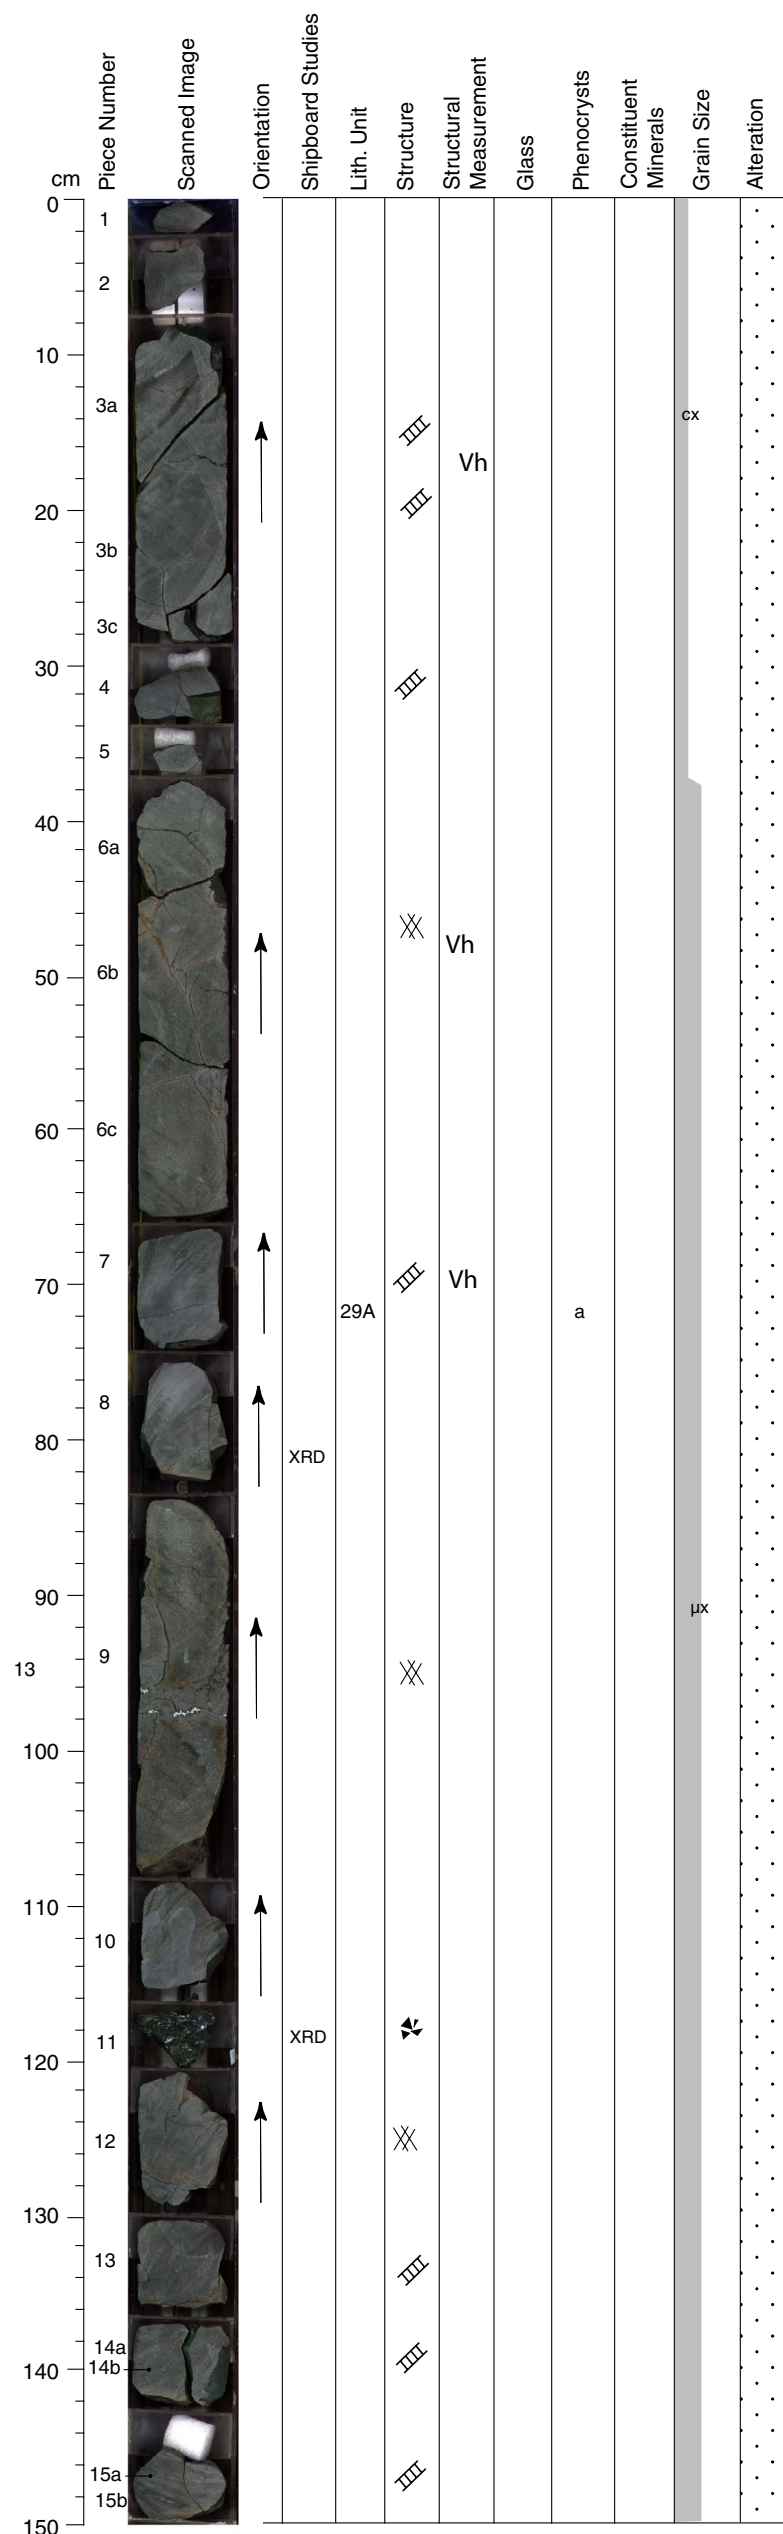 cm
Piece Number
Scanned Image
Orientation
Shipboard Studies
Lith. Unit
Structure
Structural
Measurement
Glass
Phenocrysts
Constituent
Minerals
Grain Size
Alteration
0
1
2
10
3a
cx
Vh
20
3b
3c
30
4
5
40
6a
Vh
50
6b
60
6c
7
70
Vh
29A
a
8
80
XRD
90
µx
9
13
100
110
10
11
XRD
120
12
130
13
14a
140
14b
15a
15b
150